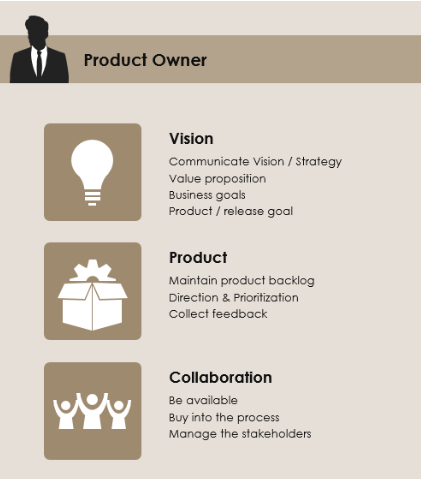 Product Owner
Vision
Communicate Vision / Strategy
Value proposition
Business goals
Product / release goal
Product
Maintain product backlog
Direction & Prioritization
Collect feedback
Collaboration
Be available
Buy into the process
Manage the stakeholders